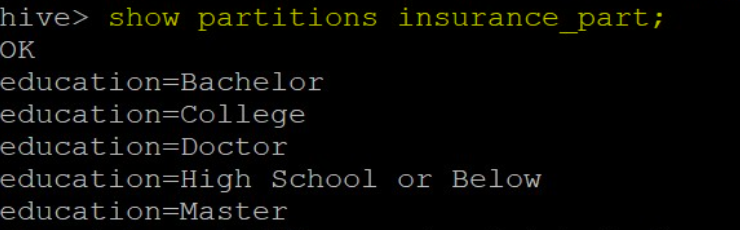 hive> show partitions insurance_part;
OK
education=Bachelor
education=College
education=Doctor
education=High School or Below
education=Master